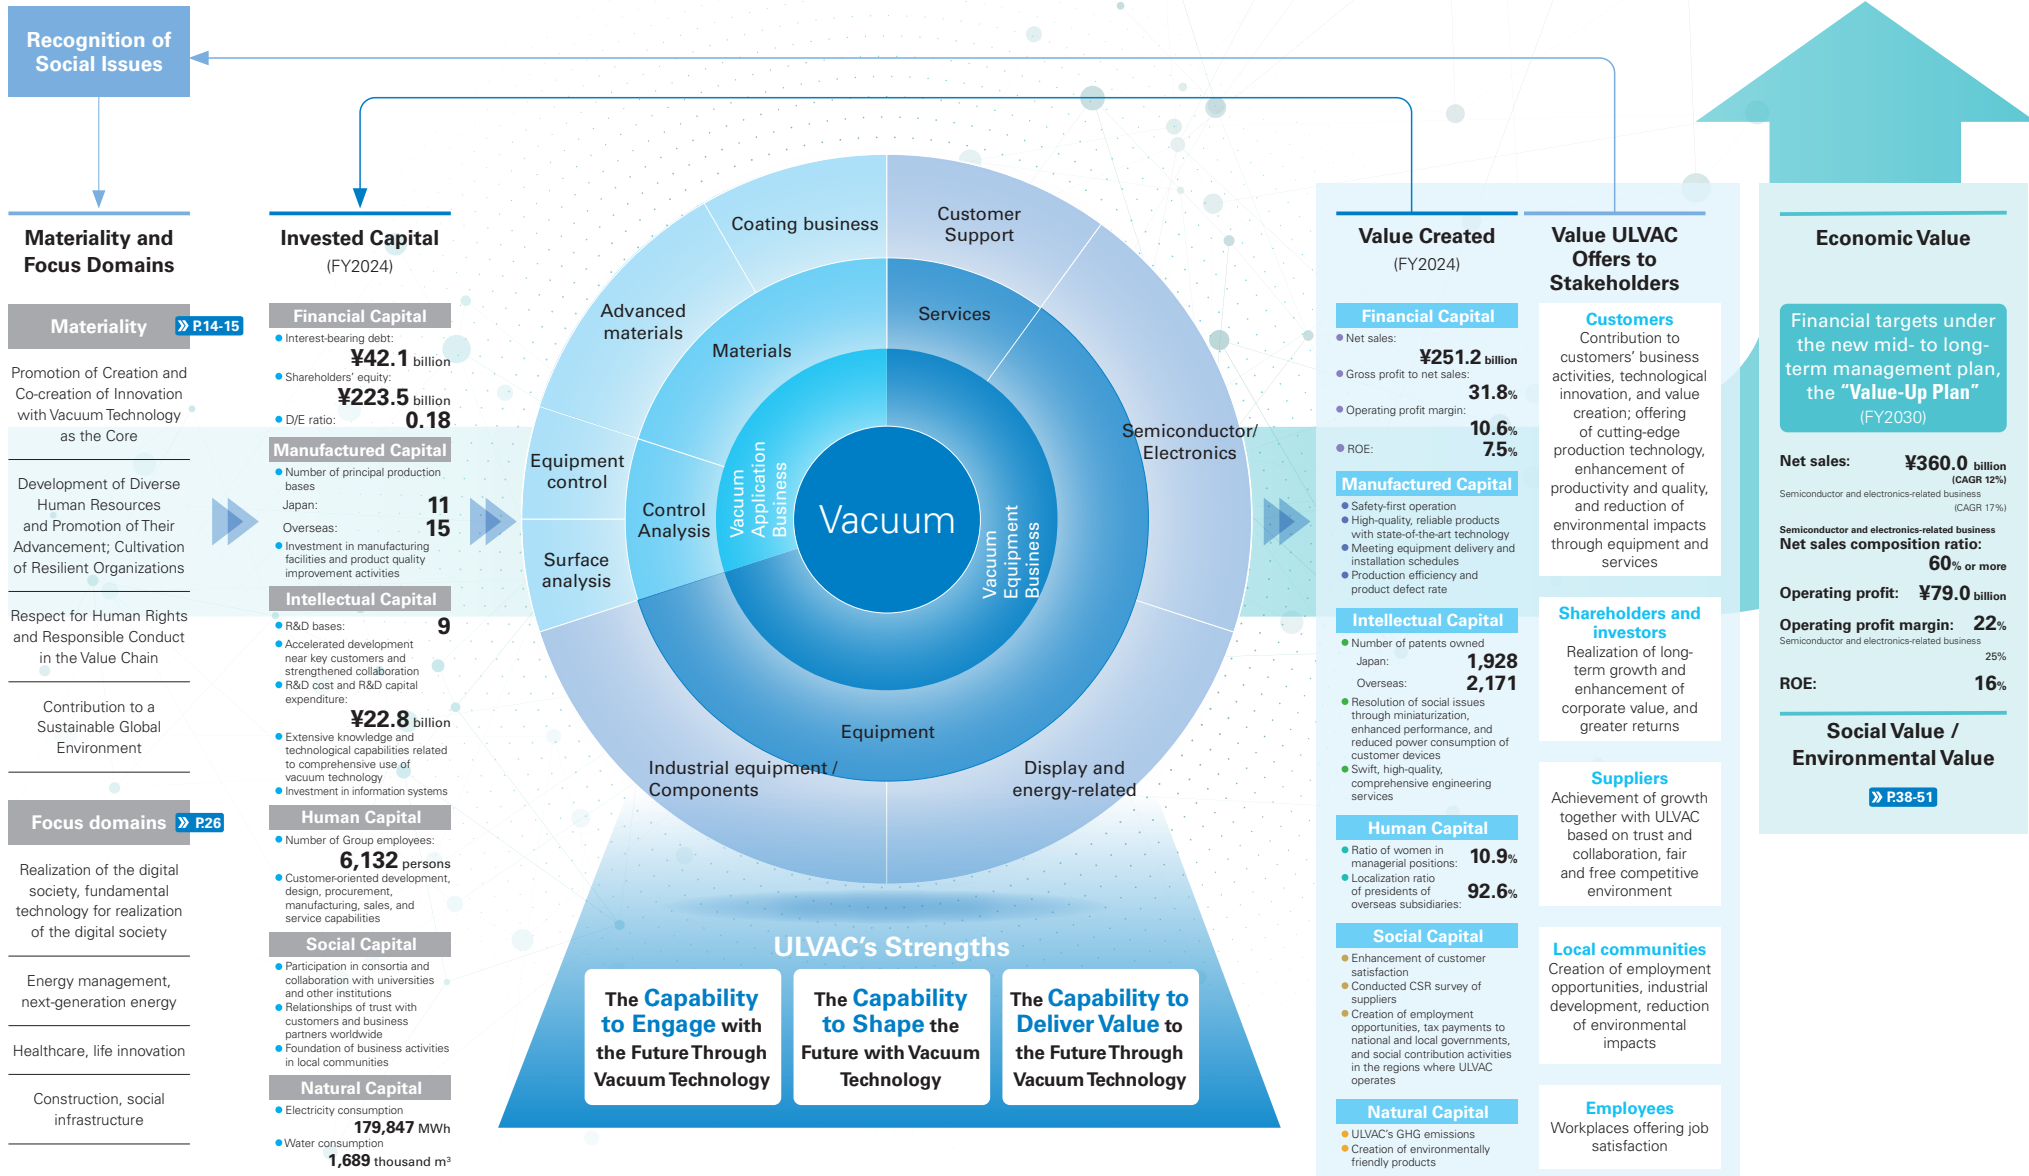 Recognition of
Social Issues
Materiality and
Focus Domains
Materiality
P.14-15
Promotion of Creation and
Co-creation of Innovation
with Vacuum Technology
as the Core
Development of Diverse
Human Resources
and Promotion of Their
Advancement; Cultivation
of Resilient Organizations
Respect for Human Rights
and Responsible Conduct
in the Value Chain
Contribution to a
Sustainable Global
Environment
Focus domains
P.26
Realization of the digital
society, fundamental
technology for realization
of the digital society
Energy management,
next-generation energy
Healthcare, life innovation
Construction, social
infrastructure
Invested Capital
(FY2024)
Financial Capital
Interest-bearing debt:
¥42.1 billion
Shareholders' equity:
¥223.5 billion
D/E ratio: 0.18
Manufactured Capital
Number of principal production
bases
Japan: 11
Overseas: 15
Investment in manufacturing
facilities and product quality
improvement activities
Intellectual Capital
R&D bases: 9
Accelerated development
near key customers and
strengthened collaboration
R&D cost and R&D capital
expenditure:
¥22.8 billion
Extensive knowledge and
technological capabilities related
to comprehensive use of
vacuum technology
Investment in information systems
Human Capital
Number of Group employees:
6,132 persons
Customer-oriented development,
design, procurement,
manufacturing, sales, and
service capabilities
Social Capital
Participation in consortia and
collaboration with universities
and other institutions
Relationships of trust with
customers and business
partners worldwide
Foundation of business activities
in local communities
Natural Capital
Electricity consumption
179,847 MWh
Water consumption
1,689 thousand m³
Coating business
Customer
Support
Advanced
materials
Materials
Services
Semiconductor/
Electronics
Equipment
control
Control
Analysis
Surface
analysis
Vacuum
Application
Business
Vacuum
Vacuum
Equipment
Business
Equipment
Industrial equipment /
Components
Display and
energy-related
ULVAC's Strengths
The Capability
to Engage with
the Future Through
Vacuum Technology
The Capability
to Shape the
Future with Vacuum
Technology
The Capability to
Deliver Value to
the Future Through
Vacuum Technology
Value Created
(FY2024)
Financial Capital
Net sales:
¥251.2 billion
Gross profit to net sales:
31.8%
Operating profit margin:
10.6%
ROE: 7.5%
Manufactured Capital
Safety-first operation
High-quality, reliable products
with state-of-the-art technology
Meeting equipment delivery and
installation schedules
Production efficiency and
product defect rate
Intellectual Capital
Number of patents owned
Japan: 1,928
Overseas: 2,171
Resolution of social issues
through miniaturization,
enhanced performance, and
reduced power consumption of
customer devices
Swift, high-quality,
comprehensive engineering
services
Human Capital
Ratio of women in
managerial positions: 10.9%
Localization ratio
of presidents of
overseas subsidiaries: 92.6%
Social Capital
Enhancement of customer
satisfaction
Conducted CSR survey of
suppliers
Creation of employment
opportunities, tax payments to
national and local governments,
and social contribution activities
in the regions where ULVAC
operates
Natural Capital
ULVAC's GHG emissions
Creation of environmentally
friendly products
Value ULVAC
Offers to
Stakeholders
Customers
Contribution to
customers' business
activities, technological
innovation, and value
creation; offering
of cutting-edge
production technology,
enhancement of
productivity and quality,
and reduction of
environmental impacts
through equipment and
services
Shareholders and
investors
Realization of long-
term growth and
enhancement of
corporate value, and
greater returns
Suppliers
Achievement of growth
together with ULVAC
based on trust and
collaboration, fair
and free competitive
environment
Local communities
Creation of employment
opportunities, industrial
development, reduction
of environmental
impacts
Employees
Workplaces offering job
satisfaction
Economic Value
Financial targets under
the new mid- to long-
term management plan,
the "Value-Up Plan"
(FY2030)
Net sales: ¥360.0 billion
(CAGR 12%)
Semiconductor and electronics-related business
(CAGR 17%)
Semiconductor and electronics-related business
Net sales composition ratio:
60% or more
Operating profit: ¥79.0 billion
Operating profit margin: 22%
Semiconductor and electronics-related business
25%
ROE: 16%
Social Value /
Environmental Value
P.38-51